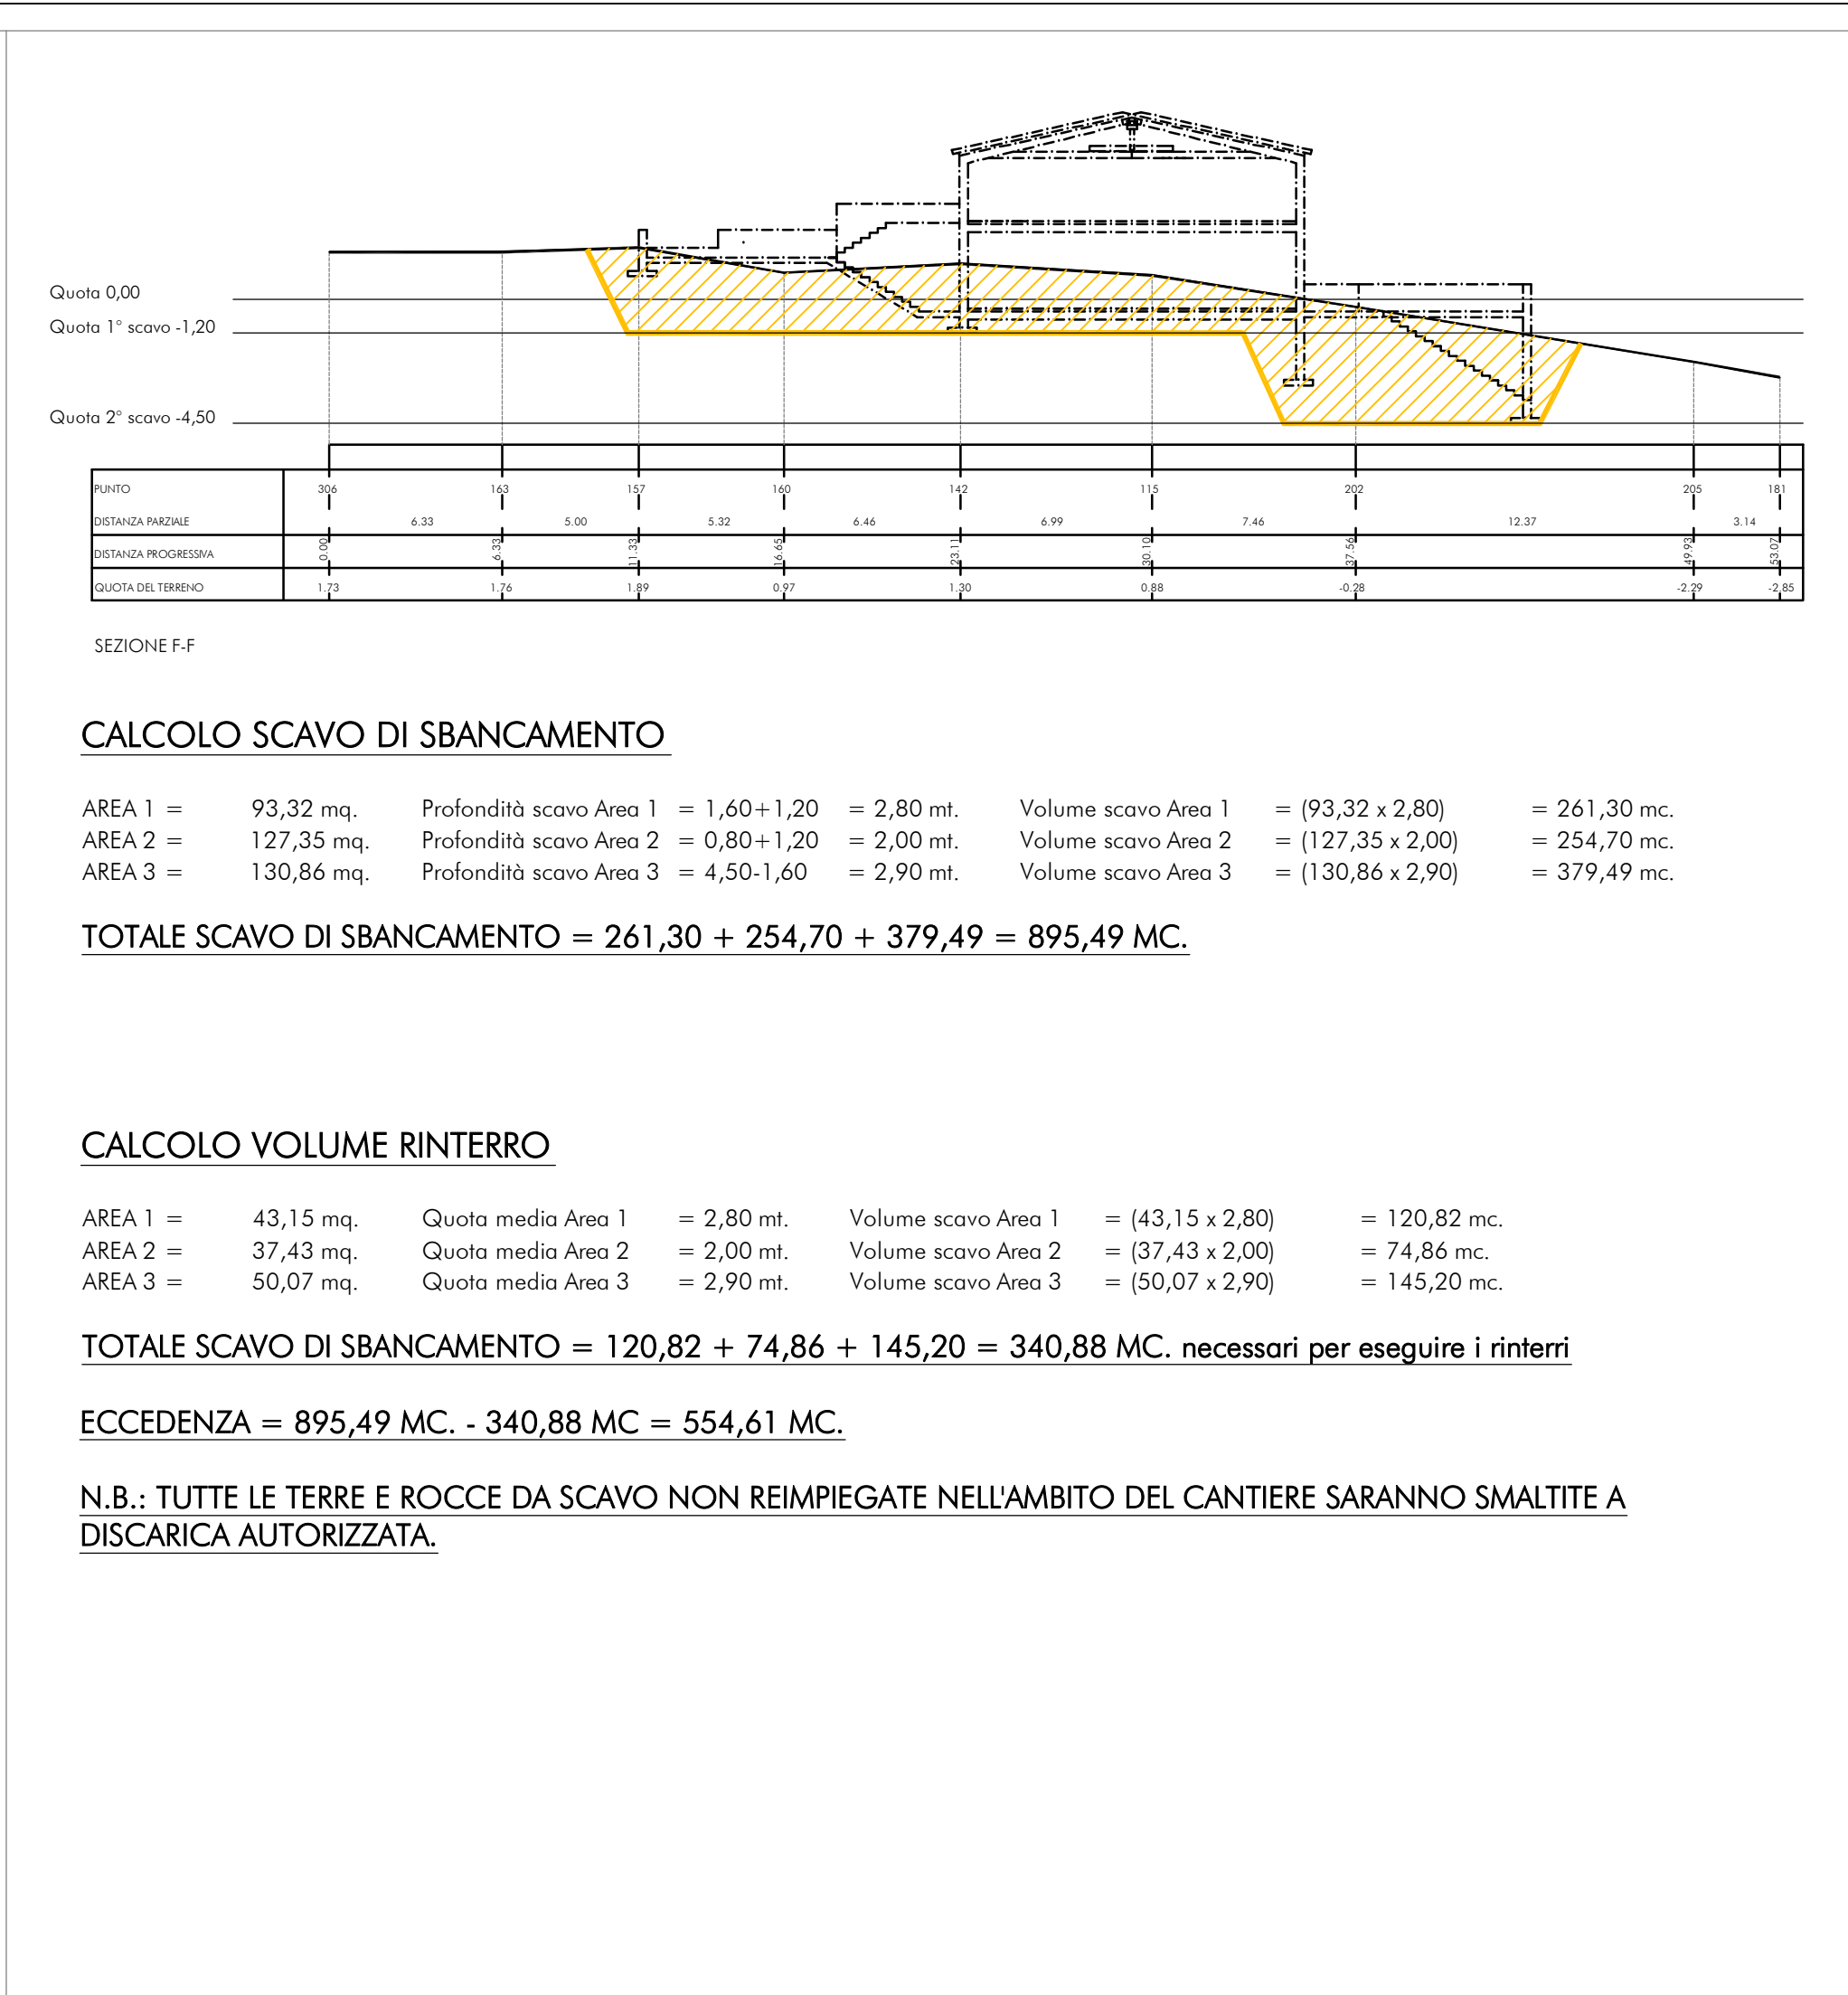 Quota 0,00
Quota 1° scavo -1,20
Quota 2° scavo -4,50
PUNTO 306 163 157 160 142 115 202 205 181
DISTANZA PARZIALE 6.33 5.00 5.32 6.46 6.99 7.46 12.37 3.14
DISTANZA PROGRESSIVA 0.00 6.33 11.33 16.65 23.11 30.10 37.56 49.93 53.07
QUOTA DEL TERRENO 1.73 1.76 1.89 0.97 1.30 0.88 -0.28 -2.29 -2.85
SEZIONE F-F
CALCOLO SCAVO DI SBANCAMENTO
AREA 1 = 93,32 mq. Profondità scavo Area 1 = 1,60+1,20 = 2,80 mt. Volume scavo Area 1 = (93,32 x 2,80) = 261,30 mc.
AREA 2 = 127,35 mq. Profondità scavo Area 2 = 0,80+1,20 = 2,00 mt. Volume scavo Area 2 = (127,35 x 2,00) = 254,70 mc.
AREA 3 = 130,86 mq. Profondità scavo Area 3 = 4,50-1,60 = 2,90 mt. Volume scavo Area 3 = (130,86 x 2,90) = 379,49 mc.
TOTALE SCAVO DI SBANCAMENTO = 261,30 + 254,70 + 379,49 = 895,49 MC.
CALCOLO VOLUME RINTERRO
AREA 1 = 43,15 mq. Quota media Area 1 = 2,80 mt. Volume scavo Area 1 = (43,15 x 2,80) = 120,82 mc.
AREA 2 = 37,43 mq. Quota media Area 2 = 2,00 mt. Volume scavo Area 2 = (37,43 x 2,00) = 74,86 mc.
AREA 3 = 50,07 mq. Quota media Area 3 = 2,90 mt. Volume scavo Area 3 = (50,07 x 2,90) = 145,20 mc.
TOTALE SCAVO DI SBANCAMENTO = 120,82 + 74,86 + 145,20 = 340,88 MC. necessari per eseguire i rinterri
ECCEDENZA = 895,49 MC. - 340,88 MC = 554,61 MC.
N.B.: TUTTE LE TERRE E ROCCE DA SCAVO NON REIMPIEGATE NELL'AMBITO DEL CANTIERE SARANNO SMALTITE A
DISCARICA AUTORIZZATA.